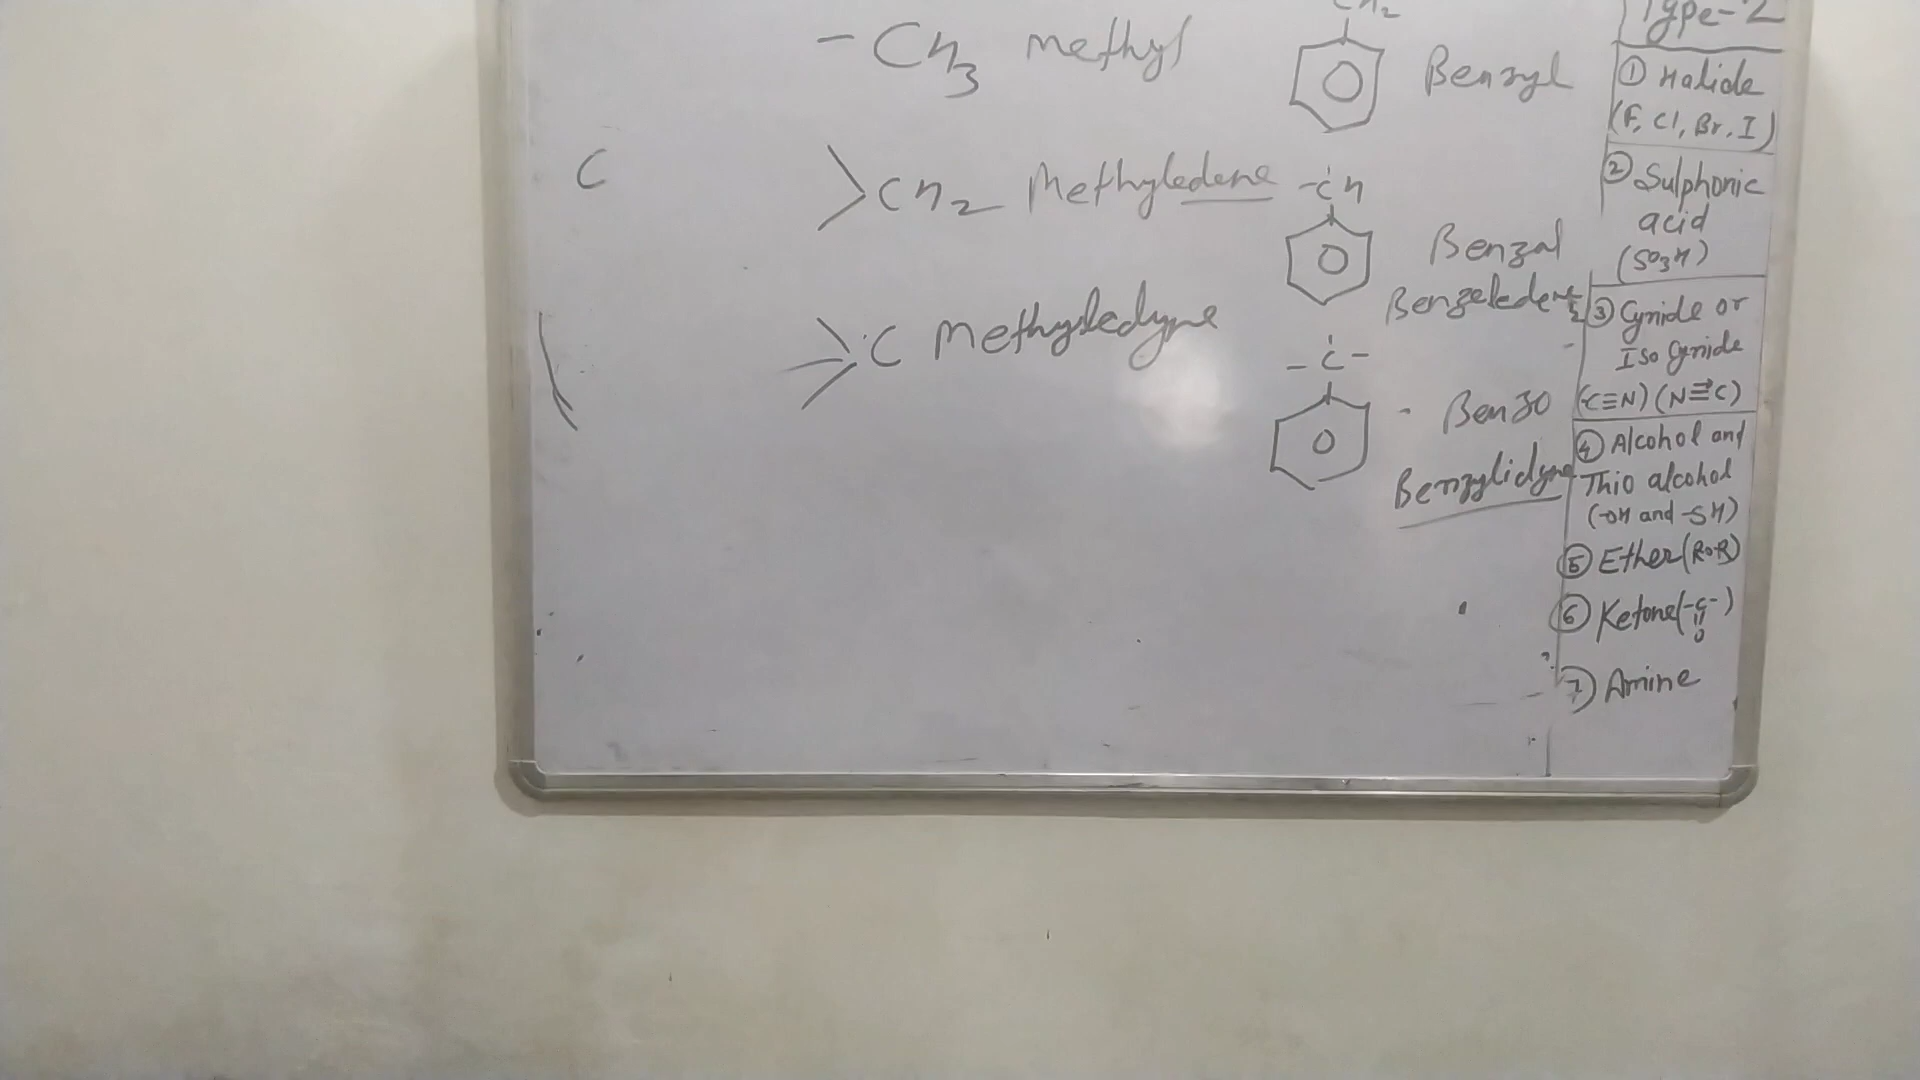 -CH3 methyl
CH2
Benzyl
C
>CH2 Methyledene
-CH
Benzal
Benzeledene
C Methyledyne
-C-
- Benzo
Benzylidyne
Type-2
① Halide
(F, Cl, Br, I)
② Sulphonic
acid
(SO3H)
③ Cynide or
Iso Cynide
(-C≡N) (N≡C)
④ Alcohol and
Thio alcohol
(-OH and -SH)
⑤ Ether (R-O-R)
⑥ Ketone (-C-)
O
⑦ Amine